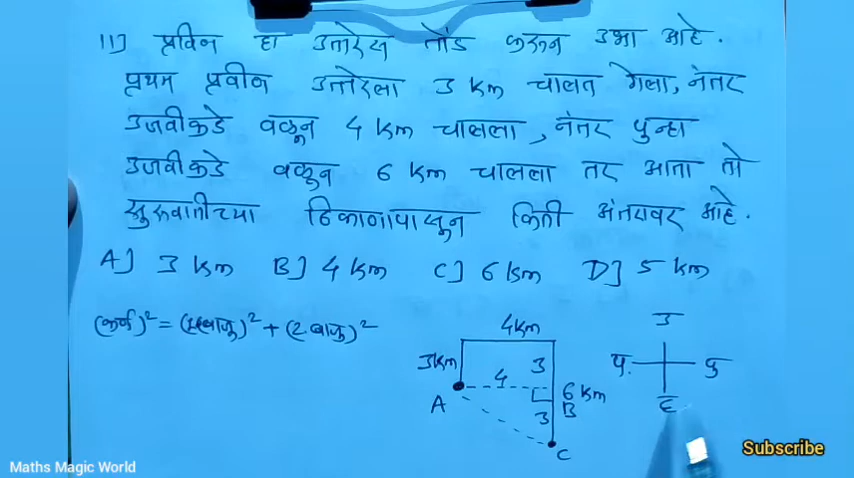 11] प्रविन हा उत्तरेस तोंड करून उभा आहे.
प्रथम प्रवीन उत्तरेला 3 Km चालत गेला, नंतर
उजवीकडे वळून 4 Km चालला, नंतर पुन्हा
उजवीकडे वळून 6 Km चालला तर आता तो
सुरुवातीच्या ठिकाणापासून किती अंतरावर आहे.
A] 3 Km B] 4 Km C] 6 Km D] 5 Km
(कर्ण)² = (1बाजु)² + (2. बाजु)²
4Km
3Km 3
4
A 6 Km
B
3
C
उ
प. पु
द
Subscribe
Maths Magic World